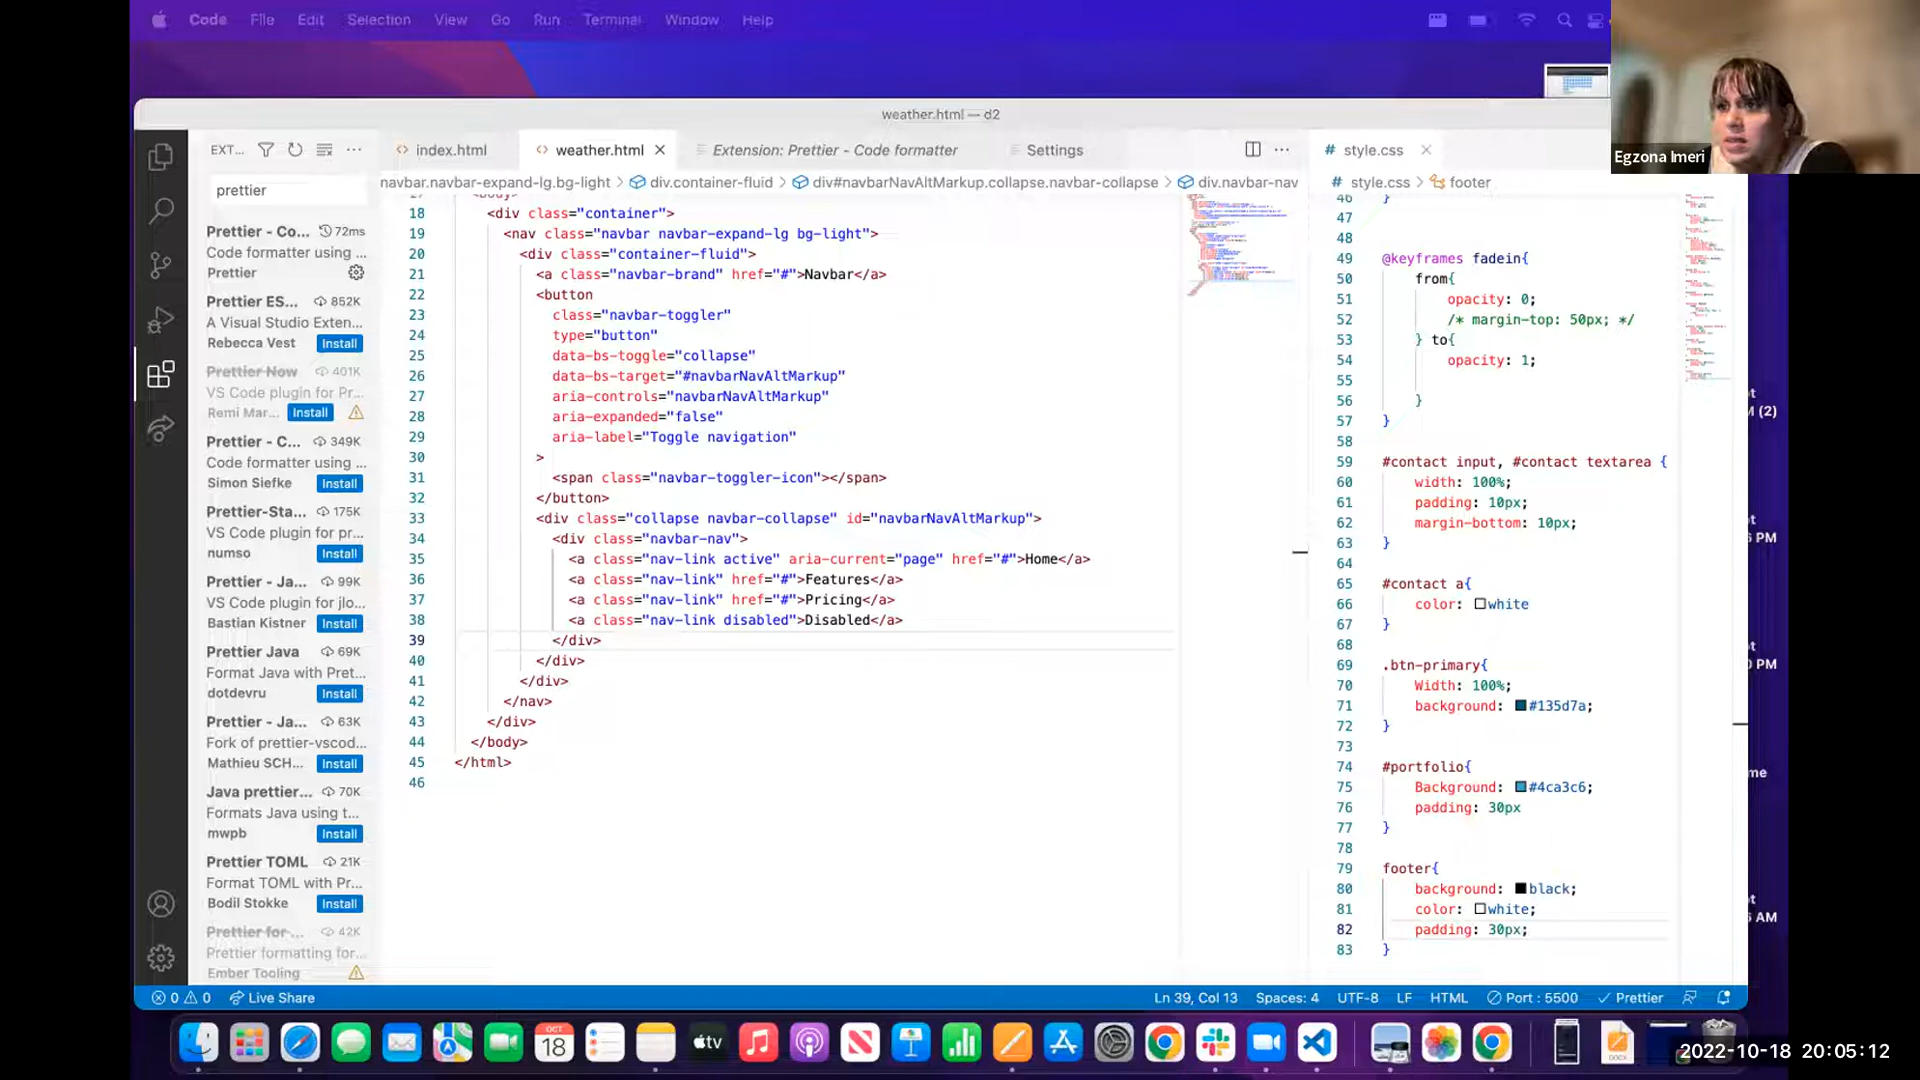 Code File Edit Selection View Go Run Terminal Window Help
weather.html — d2
Egzona Imeri
EXT...
prettier
Prettier - Co... 72ms
Code formatter using ...
Prettier
Prettier ES... 852K
A Visual Studio Exten...
Rebecca Vest Install
Prettier Now 401K
VS Code plugin for Pr...
Remi Mar... Install
Prettier - C... 349K
Code formatter using ...
Simon Siefke Install
Prettier-Sta... 175K
VS Code plugin for pr...
numso Install
Prettier - Ja... 99K
VS Code plugin for jlo...
Bastian Kistner Install
Prettier Java 69K
Format Java with Pret...
dotdevru Install
Prettier - Ja... 63K
Fork of prettier-vscod...
Mathieu SCH... Install
Java prettier... 70K
Formats Java using t...
mwpb Install
Prettier TOML 21K
Format TOML with Pr...
Bodil Stokke Install
Prettier for ... 42K
Prettier formatting for...
Ember Tooling
index.html weather.html Extension: Prettier - Code formatter Settings
navbar.navbar-expand-lg.bg-light > div.container-fluid > div#navbarNavAltMarkup.collapse.navbar-collapse > div.navbar-nav
18 <div class="container">
19 <nav class="navbar navbar-expand-lg bg-light">
20 <div class="container-fluid">
21 <a class="navbar-brand" href="#">Navbar</a>
22 <button
23 class="navbar-toggler"
24 type="button"
25 data-bs-toggle="collapse"
26 data-bs-target="#navbarNavAltMarkup"
27 aria-controls="navbarNavAltMarkup"
28 aria-expanded="false"
29 aria-label="Toggle navigation"
30 >
31 <span class="navbar-toggler-icon"></span>
32 </button>
33 <div class="collapse navbar-collapse" id="navbarNavAltMarkup">
34 <div class="navbar-nav">
35 <a class="nav-link active" aria-current="page" href="#">Home</a>
36 <a class="nav-link" href="#">Features</a>
37 <a class="nav-link" href="#">Pricing</a>
38 <a class="nav-link disabled">Disabled</a>
39 </div>
40 </div>
41 </div>
42 </nav>
43 </div>
44 </body>
45 </html>
46
# style.css
# style.css > footer
46 }
47
48
49 @keyframes fadein{
50 from{
51 opacity: 0;
52 /* margin-top: 50px; */
53 } to{
54 opacity: 1;
55
56 }
57 }
58
59 #contact input, #contact textarea {
60 width: 100%;
61 padding: 10px;
62 margin-bottom: 10px;
63 }
64
65 #contact a{
66 color: white
67 }
68
69 .btn-primary{
70 Width: 100%;
71 background: #135d7a;
72 }
73
74 #portfolio{
75 Background: #4ca3c6;
76 padding: 30px
77 }
78
79 footer{
80 background: black;
81 color: white;
82 padding: 30px;
83 }
0 0 Live Share Ln 39, Col 13 Spaces: 4 UTF-8 LF HTML Port : 5500 Prettier
OCT
18
tv
DOCX
2022-10-18 20:05:12